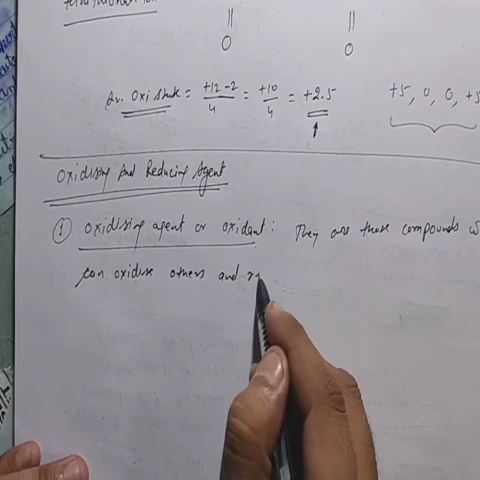 O O
Av. Oxi state = +12-2/4 = +10/4 = +2.5 +5, 0, 0, +5
Oxidising And Reducing Agent
① Oxidising agent or oxidant : They are those compounds w
can oxidise others and r